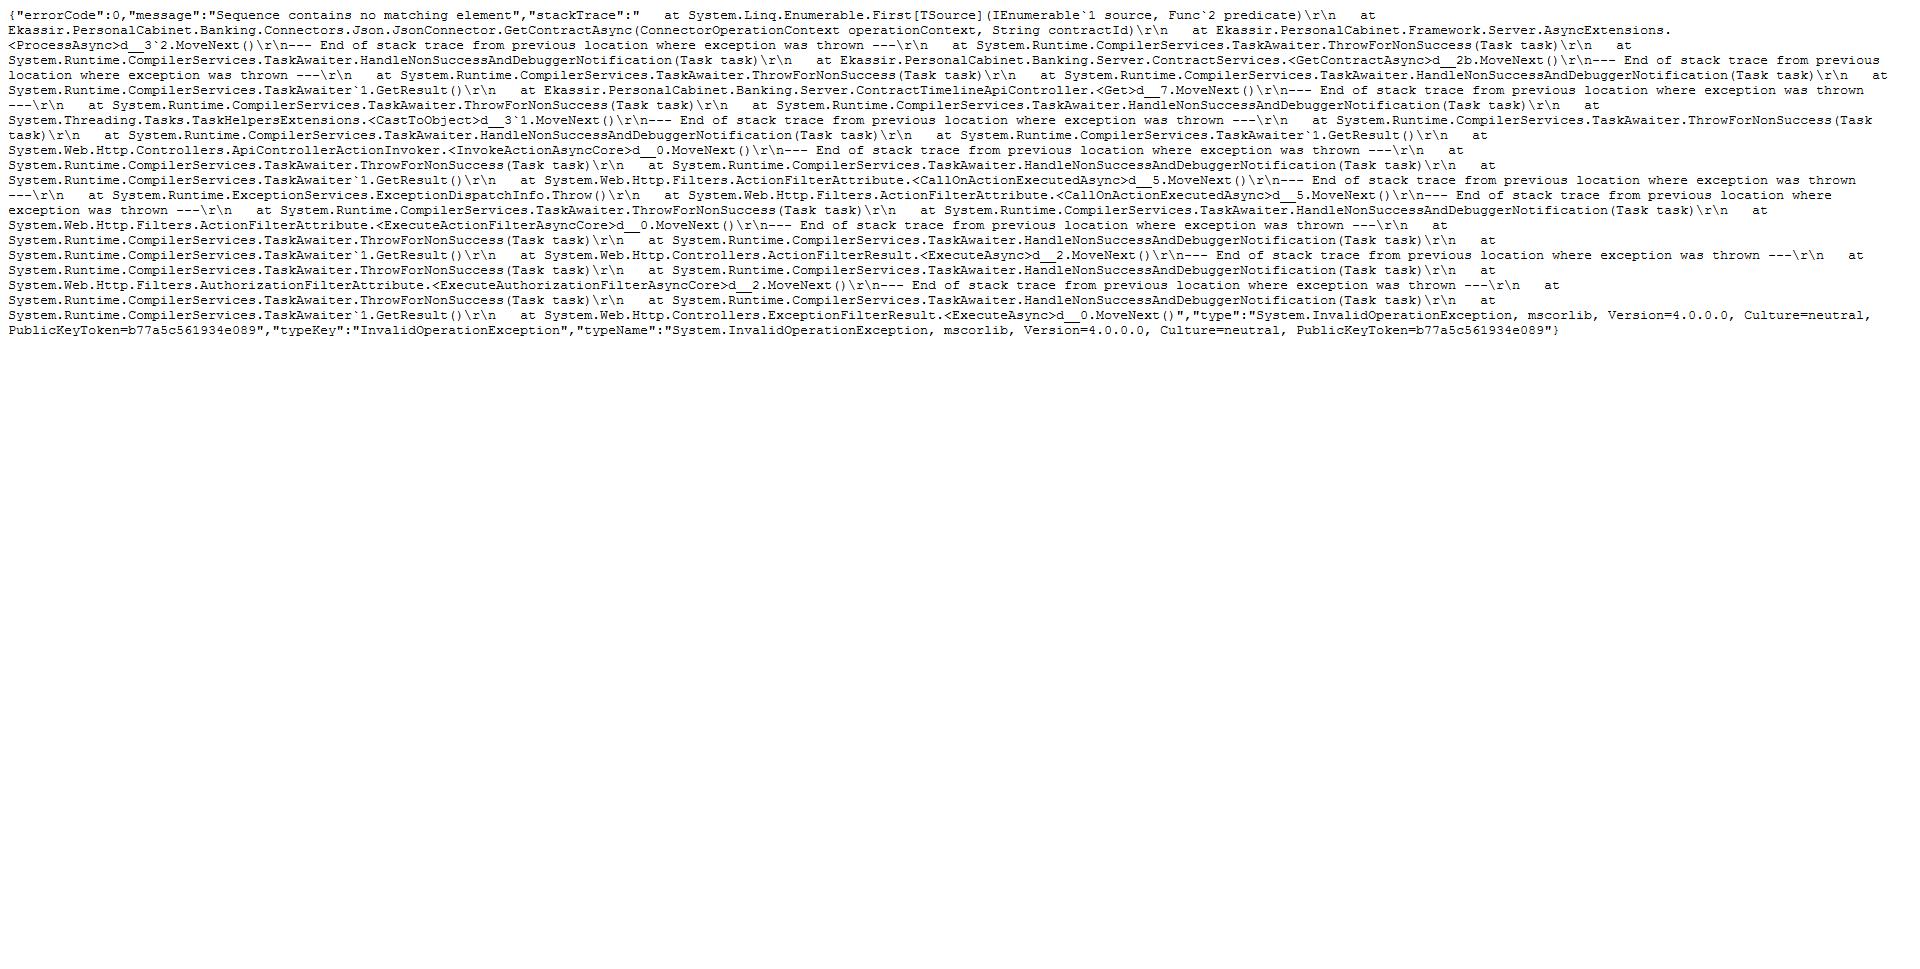 {"errorCode":0,"message":"Sequence contains no matching element","stackTrace":"   at System.Linq.Enumerable.First[TSource](IEnumerable`1 source, Func`2 predicate)\r\n   at
Ekassir.PersonalCabinet.Banking.Connectors.Json.JsonConnector.GetContractAsync(ConnectorOperationContext operationContext, String contractId)\r\n   at Ekassir.PersonalCabinet.Framework.Server.AsyncExtensions.
<ProcessAsync>d__3`2.MoveNext()\r\n--- End of stack trace from previous location where exception was thrown ---\r\n   at System.Runtime.CompilerServices.TaskAwaiter.ThrowForNonSuccess(Task task)\r\n   at
System.Runtime.CompilerServices.TaskAwaiter.HandleNonSuccessAndDebuggerNotification(Task task)\r\n   at Ekassir.PersonalCabinet.Banking.Server.ContractServices.<GetContractAsync>d__2b.MoveNext()\r\n--- End of stack trace from previous
location where exception was thrown ---\r\n   at System.Runtime.CompilerServices.TaskAwaiter.ThrowForNonSuccess(Task task)\r\n   at System.Runtime.CompilerServices.TaskAwaiter.HandleNonSuccessAndDebuggerNotification(Task task)\r\n   at
System.Runtime.CompilerServices.TaskAwaiter`1.GetResult()\r\n   at Ekassir.PersonalCabinet.Banking.Server.ContractTimelineApiController.<Get>d__7.MoveNext()\r\n--- End of stack trace from previous location where exception was thrown
---\r\n   at System.Runtime.CompilerServices.TaskAwaiter.ThrowForNonSuccess(Task task)\r\n   at System.Runtime.CompilerServices.TaskAwaiter.HandleNonSuccessAndDebuggerNotification(Task task)\r\n   at
System.Threading.Tasks.TaskHelpersExtensions.<CastToObject>d__3`1.MoveNext()\r\n--- End of stack trace from previous location where exception was thrown ---\r\n   at System.Runtime.CompilerServices.TaskAwaiter.ThrowForNonSuccess(Task
task)\r\n   at System.Runtime.CompilerServices.TaskAwaiter.HandleNonSuccessAndDebuggerNotification(Task task)\r\n   at System.Runtime.CompilerServices.TaskAwaiter`1.GetResult()\r\n   at
System.Web.Http.Controllers.ApiControllerActionInvoker.<InvokeActionAsyncCore>d__0.MoveNext()\r\n--- End of stack trace from previous location where exception was thrown ---\r\n   at
System.Runtime.CompilerServices.TaskAwaiter.ThrowForNonSuccess(Task task)\r\n   at System.Runtime.CompilerServices.TaskAwaiter.HandleNonSuccessAndDebuggerNotification(Task task)\r\n   at
System.Runtime.CompilerServices.TaskAwaiter`1.GetResult()\r\n   at System.Web.Http.Filters.ActionFilterAttribute.<CallOnActionExecutedAsync>d__5.MoveNext()\r\n--- End of stack trace from previous location where exception was thrown
---\r\n   at System.Runtime.ExceptionServices.ExceptionDispatchInfo.Throw()\r\n   at System.Web.Http.Filters.ActionFilterAttribute.<CallOnActionExecutedAsync>d__5.MoveNext()\r\n--- End of stack trace from previous location where
exception was thrown ---\r\n   at System.Runtime.CompilerServices.TaskAwaiter.ThrowForNonSuccess(Task task)\r\n   at System.Runtime.CompilerServices.TaskAwaiter.HandleNonSuccessAndDebuggerNotification(Task task)\r\n   at
System.Web.Http.Filters.ActionFilterAttribute.<ExecuteActionFilterAsyncCore>d__0.MoveNext()\r\n--- End of stack trace from previous location where exception was thrown ---\r\n   at
System.Runtime.CompilerServices.TaskAwaiter.ThrowForNonSuccess(Task task)\r\n   at System.Runtime.CompilerServices.TaskAwaiter.HandleNonSuccessAndDebuggerNotification(Task task)\r\n   at
System.Runtime.CompilerServices.TaskAwaiter`1.GetResult()\r\n   at System.Web.Http.Controllers.ActionFilterResult.<ExecuteAsync>d__2.MoveNext()\r\n--- End of stack trace from previous location where exception was thrown ---\r\n   at
System.Runtime.CompilerServices.TaskAwaiter.ThrowForNonSuccess(Task task)\r\n   at System.Runtime.CompilerServices.TaskAwaiter.HandleNonSuccessAndDebuggerNotification(Task task)\r\n   at
System.Web.Http.Filters.AuthorizationFilterAttribute.<ExecuteAuthorizationFilterAsyncCore>d__2.MoveNext()\r\n--- End of stack trace from previous location where exception was thrown ---\r\n   at
System.Runtime.CompilerServices.TaskAwaiter.ThrowForNonSuccess(Task task)\r\n   at System.Runtime.CompilerServices.TaskAwaiter.HandleNonSuccessAndDebuggerNotification(Task task)\r\n   at
System.Runtime.CompilerServices.TaskAwaiter`1.GetResult()\r\n   at System.Web.Http.Controllers.ExceptionFilterResult.<ExecuteAsync>d__0.MoveNext()","type":"System.InvalidOperationException, mscorlib, Version=4.0.0.0, Culture=neutral,
PublicKeyToken=b77a5c561934e089","typeKey":"InvalidOperationException","typeName":"System.InvalidOperationException, mscorlib, Version=4.0.0.0, Culture=neutral, PublicKeyToken=b77a5c561934e089"}